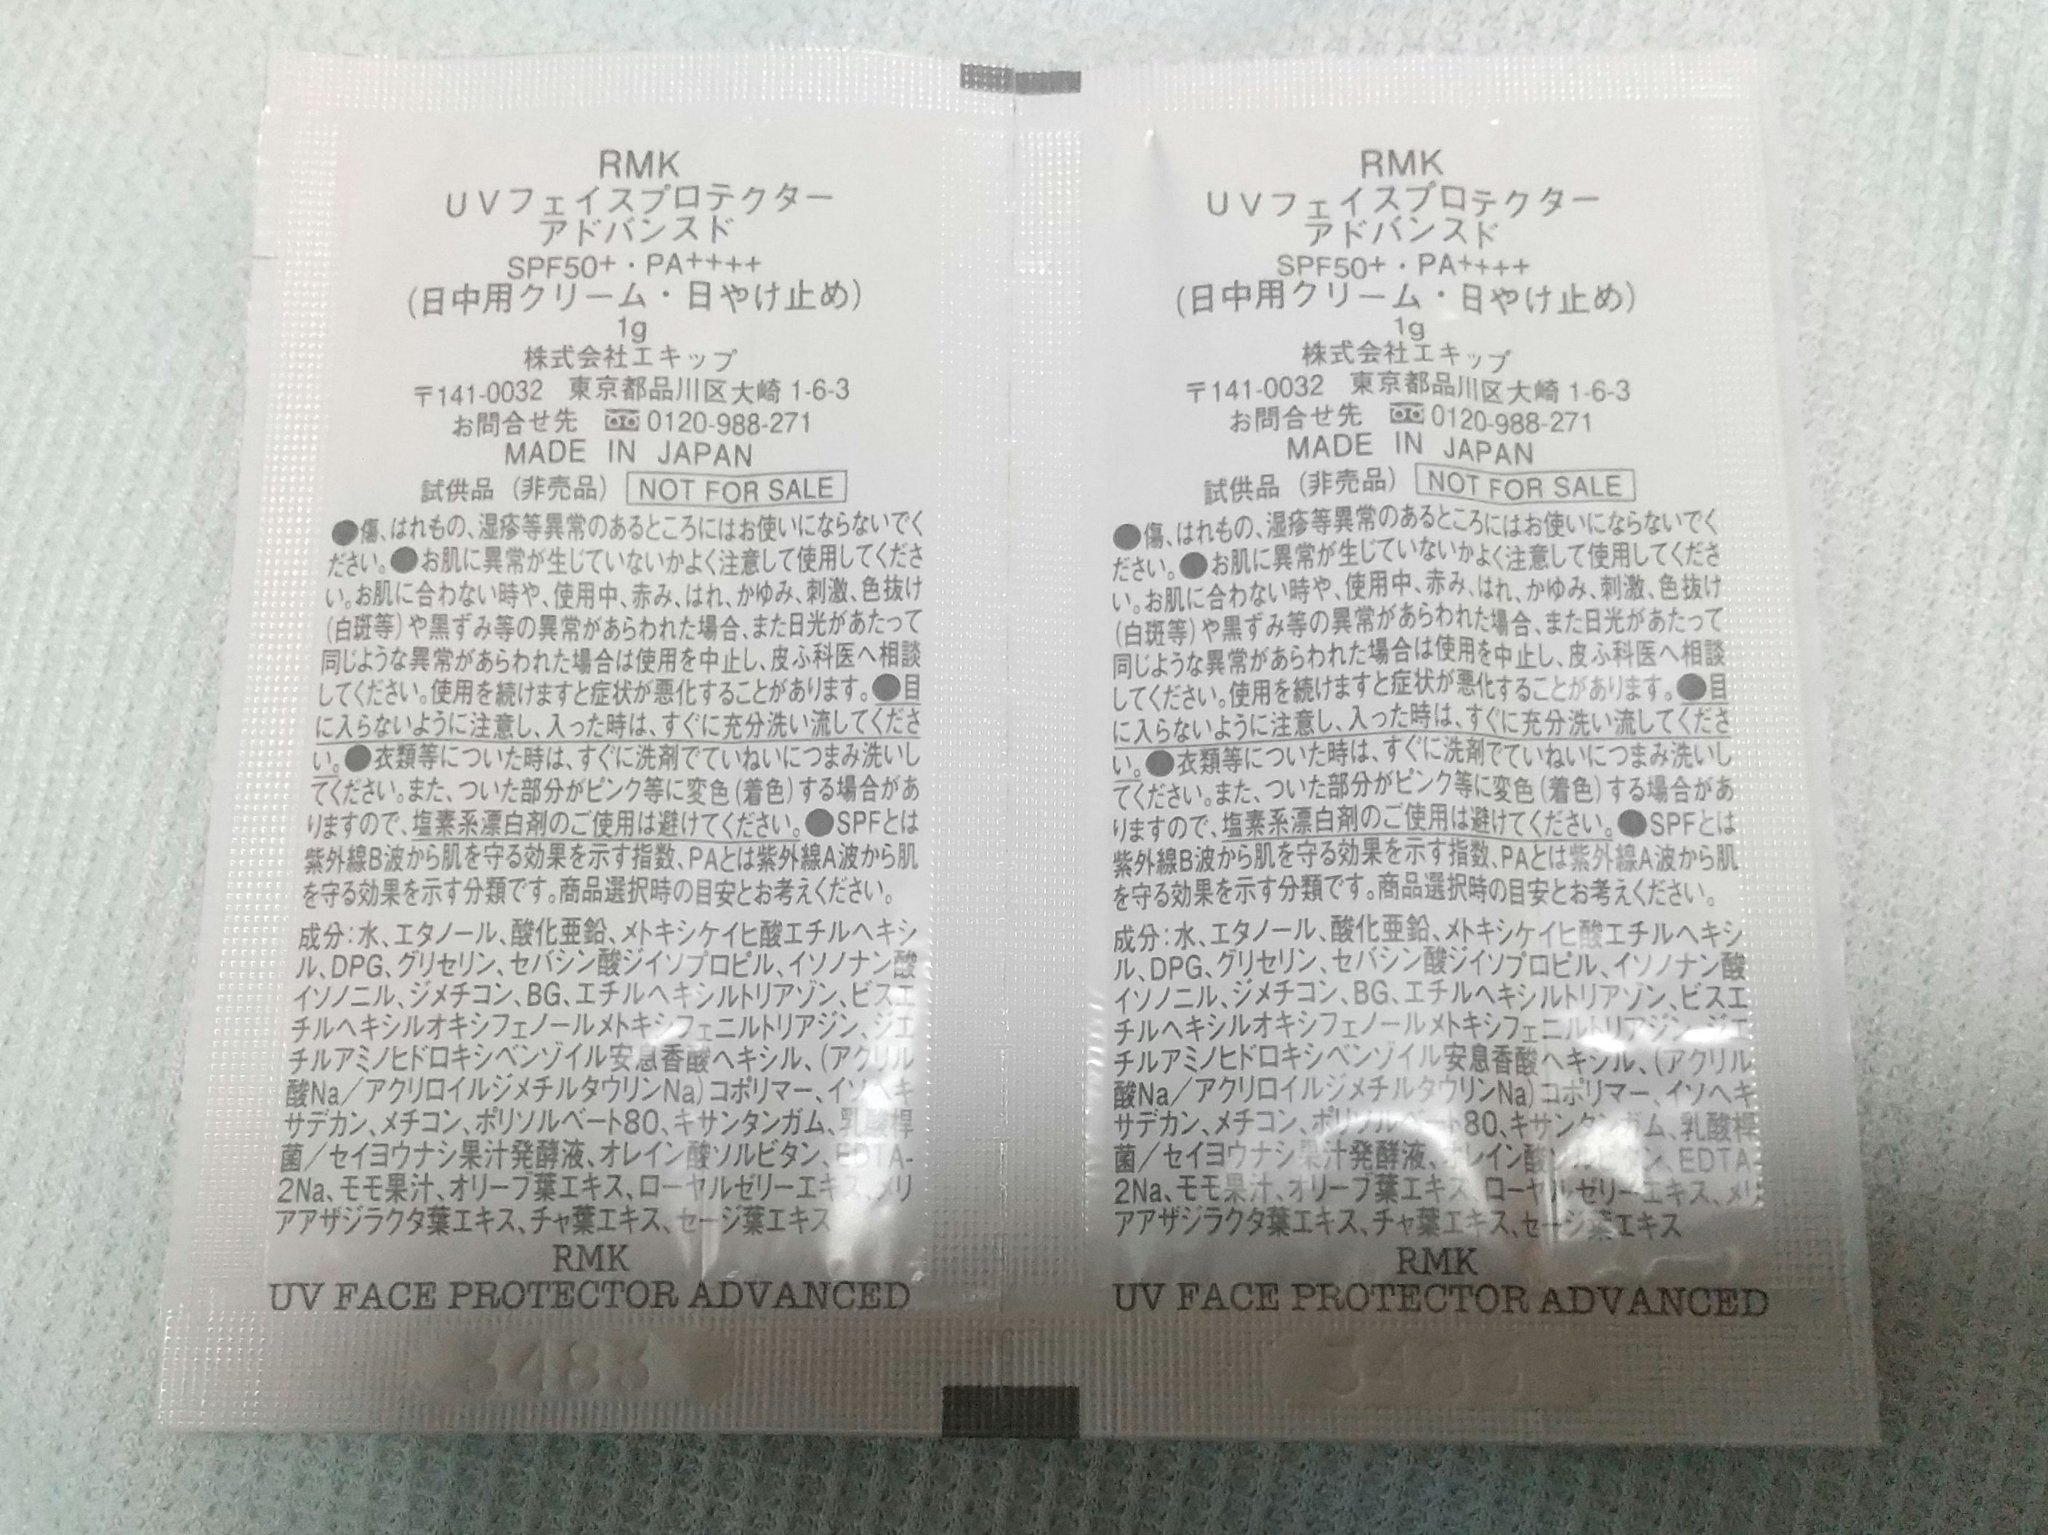 RMK
UVフェイスプロテクター
アドバンスド
SPF50+・PA++++
(日中用クリーム・日やけ止め)
1g
株式会社エキップ
〒141-0032 東京都品川区大崎1-6-3
お問合せ先 0120-988-271
MADE IN JAPAN
試供品(非売品) NOT FOR SALE
●傷、はれもの、湿疹等異常のあるところにはお使いにならないでく
ださい。●お肌に異常が生じていないかよく注意して使用してくださ
い。お肌に合わない時や、使用中、赤み、はれ、かゆみ、刺激、色抜け
(白斑等)や黒ずみ等の異常があらわれた場合、また日光があたって
同じような異常があらわれた場合は使用を中止し、皮ふ科医へ相談
してください。使用を続けますと症状が悪化することがあります。●目
に入らないように注意し、入った時は、すぐに充分洗い流してくださ
い。●衣類等についた時は、すぐに洗剤でていねいにつまみ洗いし
てください。また、ついた部分がピンク等に変色(着色)する場合があ
りますので、塩素系漂白剤のご使用は避けてください。●SPFとは
紫外線B波から肌を守る効果を示す指数、PAとは紫外線A波から肌
を守る効果を示す分類です。商品選択時の目安とお考えください。
成分:水、エタノール、酸化亜鉛、メトキシケイヒ酸エチルヘキシ
ル、DPG、グリセリン、セバシン酸ジイソプロピル、イソノナン酸
イソノニル、ジメチコン、BG、エチルヘキシルトリアゾン、ビスエ
チルヘキシルオキシフェノールメトキシフェニルトリアジン、ジエ
チルアミノヒドロキシベンゾイル安息香酸ヘキシル、(アクリル
酸Na/アクリロイルジメチルタウリンNa)コポリマー、イソヘキ
サデカン、メチコン、ポリソルベート80、キサンタンガム、乳酸桿
菌/セイヨウナシ果汁発酵液、オレイン酸ソルビタン、EDTA-
2Na、モモ果汁、オリーブ葉エキス、ローヤルゼリーエキス、メリ
アアザジラクタ葉エキス、チャ葉エキス、セージ葉エキス
RMK
UV FACE PROTECTOR ADVANCED
3483
RMK
UVフェイスプロテクター
アドバンスド
SPF50+・PA++++
(日中用クリーム・日やけ止め)
1g
株式会社エキップ
〒141-0032 東京都品川区大崎1-6-3
お問合せ先 0120-988-271
MADE IN JAPAN
試供品(非売品) NOT FOR SALE
●傷、はれもの、湿疹等異常のあるところにはお使いにならないでく
ださい。●お肌に異常が生じていないかよく注意して使用してくださ
い。お肌に合わない時や、使用中、赤み、はれ、かゆみ、刺激、色抜け
(白斑等)や黒ずみ等の異常があらわれた場合、また日光があたって
同じような異常があらわれた場合は使用を中止し、皮ふ科医へ相談
してください。使用を続けますと症状が悪化することがあります。●目
に入らないように注意し、入った時は、すぐに充分洗い流してくださ
い。●衣類等についた時は、すぐに洗剤でていねいにつまみ洗いし
てください。また、ついた部分がピンク等に変色(着色)する場合があ
りますので、塩素系漂白剤のご使用は避けてください。●SPFとは
紫外線B波から肌を守る効果を示す指数、PAとは紫外線A波から肌
を守る効果を示す分類です。商品選択時の目安とお考えください。
成分:水、エタノール、酸化亜鉛、メトキシケイヒ酸エチルヘキシ
ル、DPG、グリセリン、セバシン酸ジイソプロピル、イソノナン酸
イソノニル、ジメチコン、BG、エチルヘキシルトリアゾン、ビスエ
チルヘキシルオキシフェノールメトキシフェニルトリアジン、ジエ
チルアミノヒドロキシベンゾイル安息香酸ヘキシル、(アクリル
酸Na/アクリロイルジメチルタウリンNa)コポリマー、イソヘキ
サデカン、メチコン、ポリソルベート80、キサンタンガム、乳酸桿
菌/セイヨウナシ果汁発酵液、オレイン酸ソルビタン、EDTA-
2Na、モモ果汁、オリーブ葉エキス、ローヤルゼリーエキス、メリ
アアザジラクタ葉エキス、チャ葉エキス、セージ葉エキス
RMK
UV FACE PROTECTOR ADVANCED